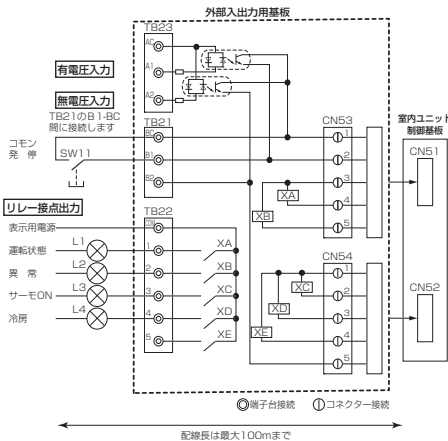 外部入出力用基板
TB23
AC
A1
A2
有電圧入力
無電圧入力
TB21のB1-BC
間に接続します
コモン
発 停
SW11
TB21
BC
B1
B2
CN53
1
2
3
4
5
XA
XB
室内ユニット
制御基板
CN51
リレー接点出力
表示用電源
運転状態
異 常
サーモON
冷房
L1
L2
L3
L4
TB22
COM
1
2
3
4
5
XA
XB
XC
XD
XE
CN54
1
2
3
4
5
XC
XD
XE
CN52
端子台接続
コネクター接続
配線長は最大100mまで